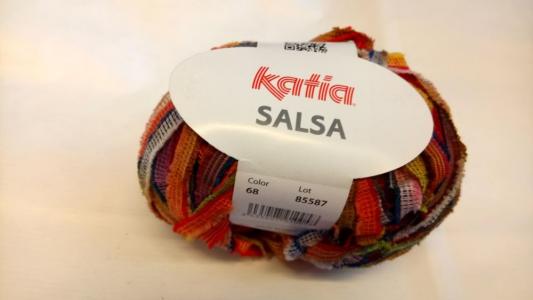 Katia
SALSA
Color Lot
68 85587